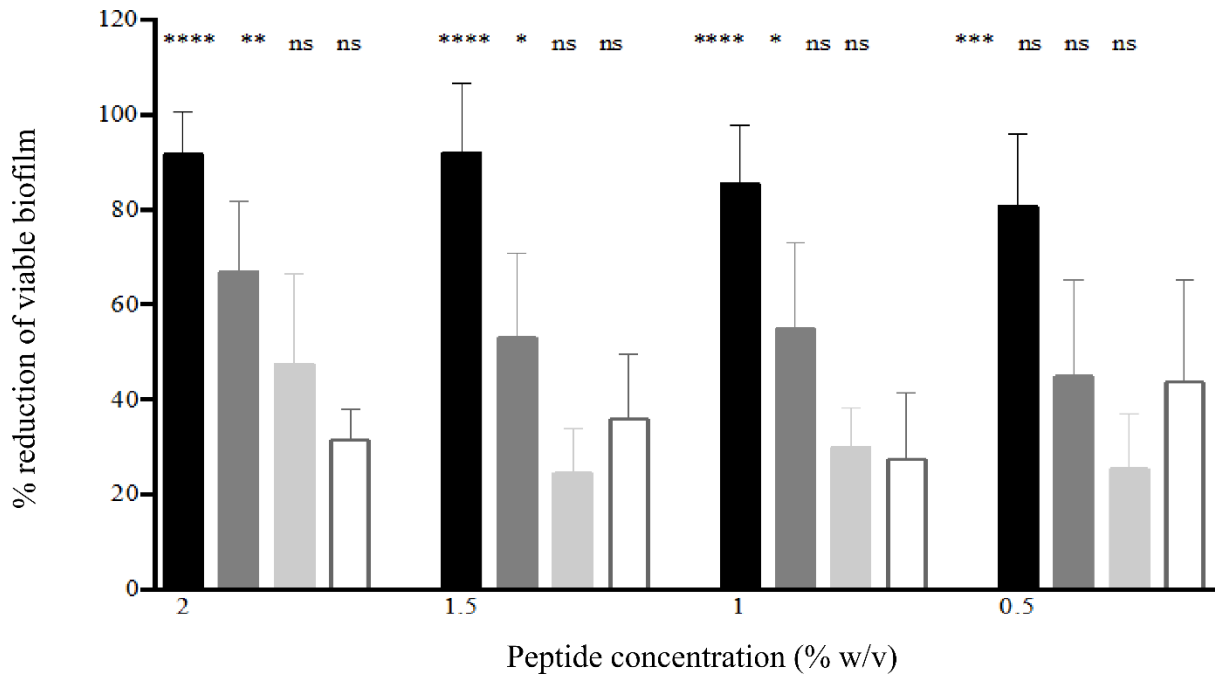 120
**** ** ns ns **** * ns ns **** * ns ns *** ns ns ns
100
80
60
40
20
0
2 1.5 1 0.5
% reduction of viable biofilm
Peptide concentration (% w/v)